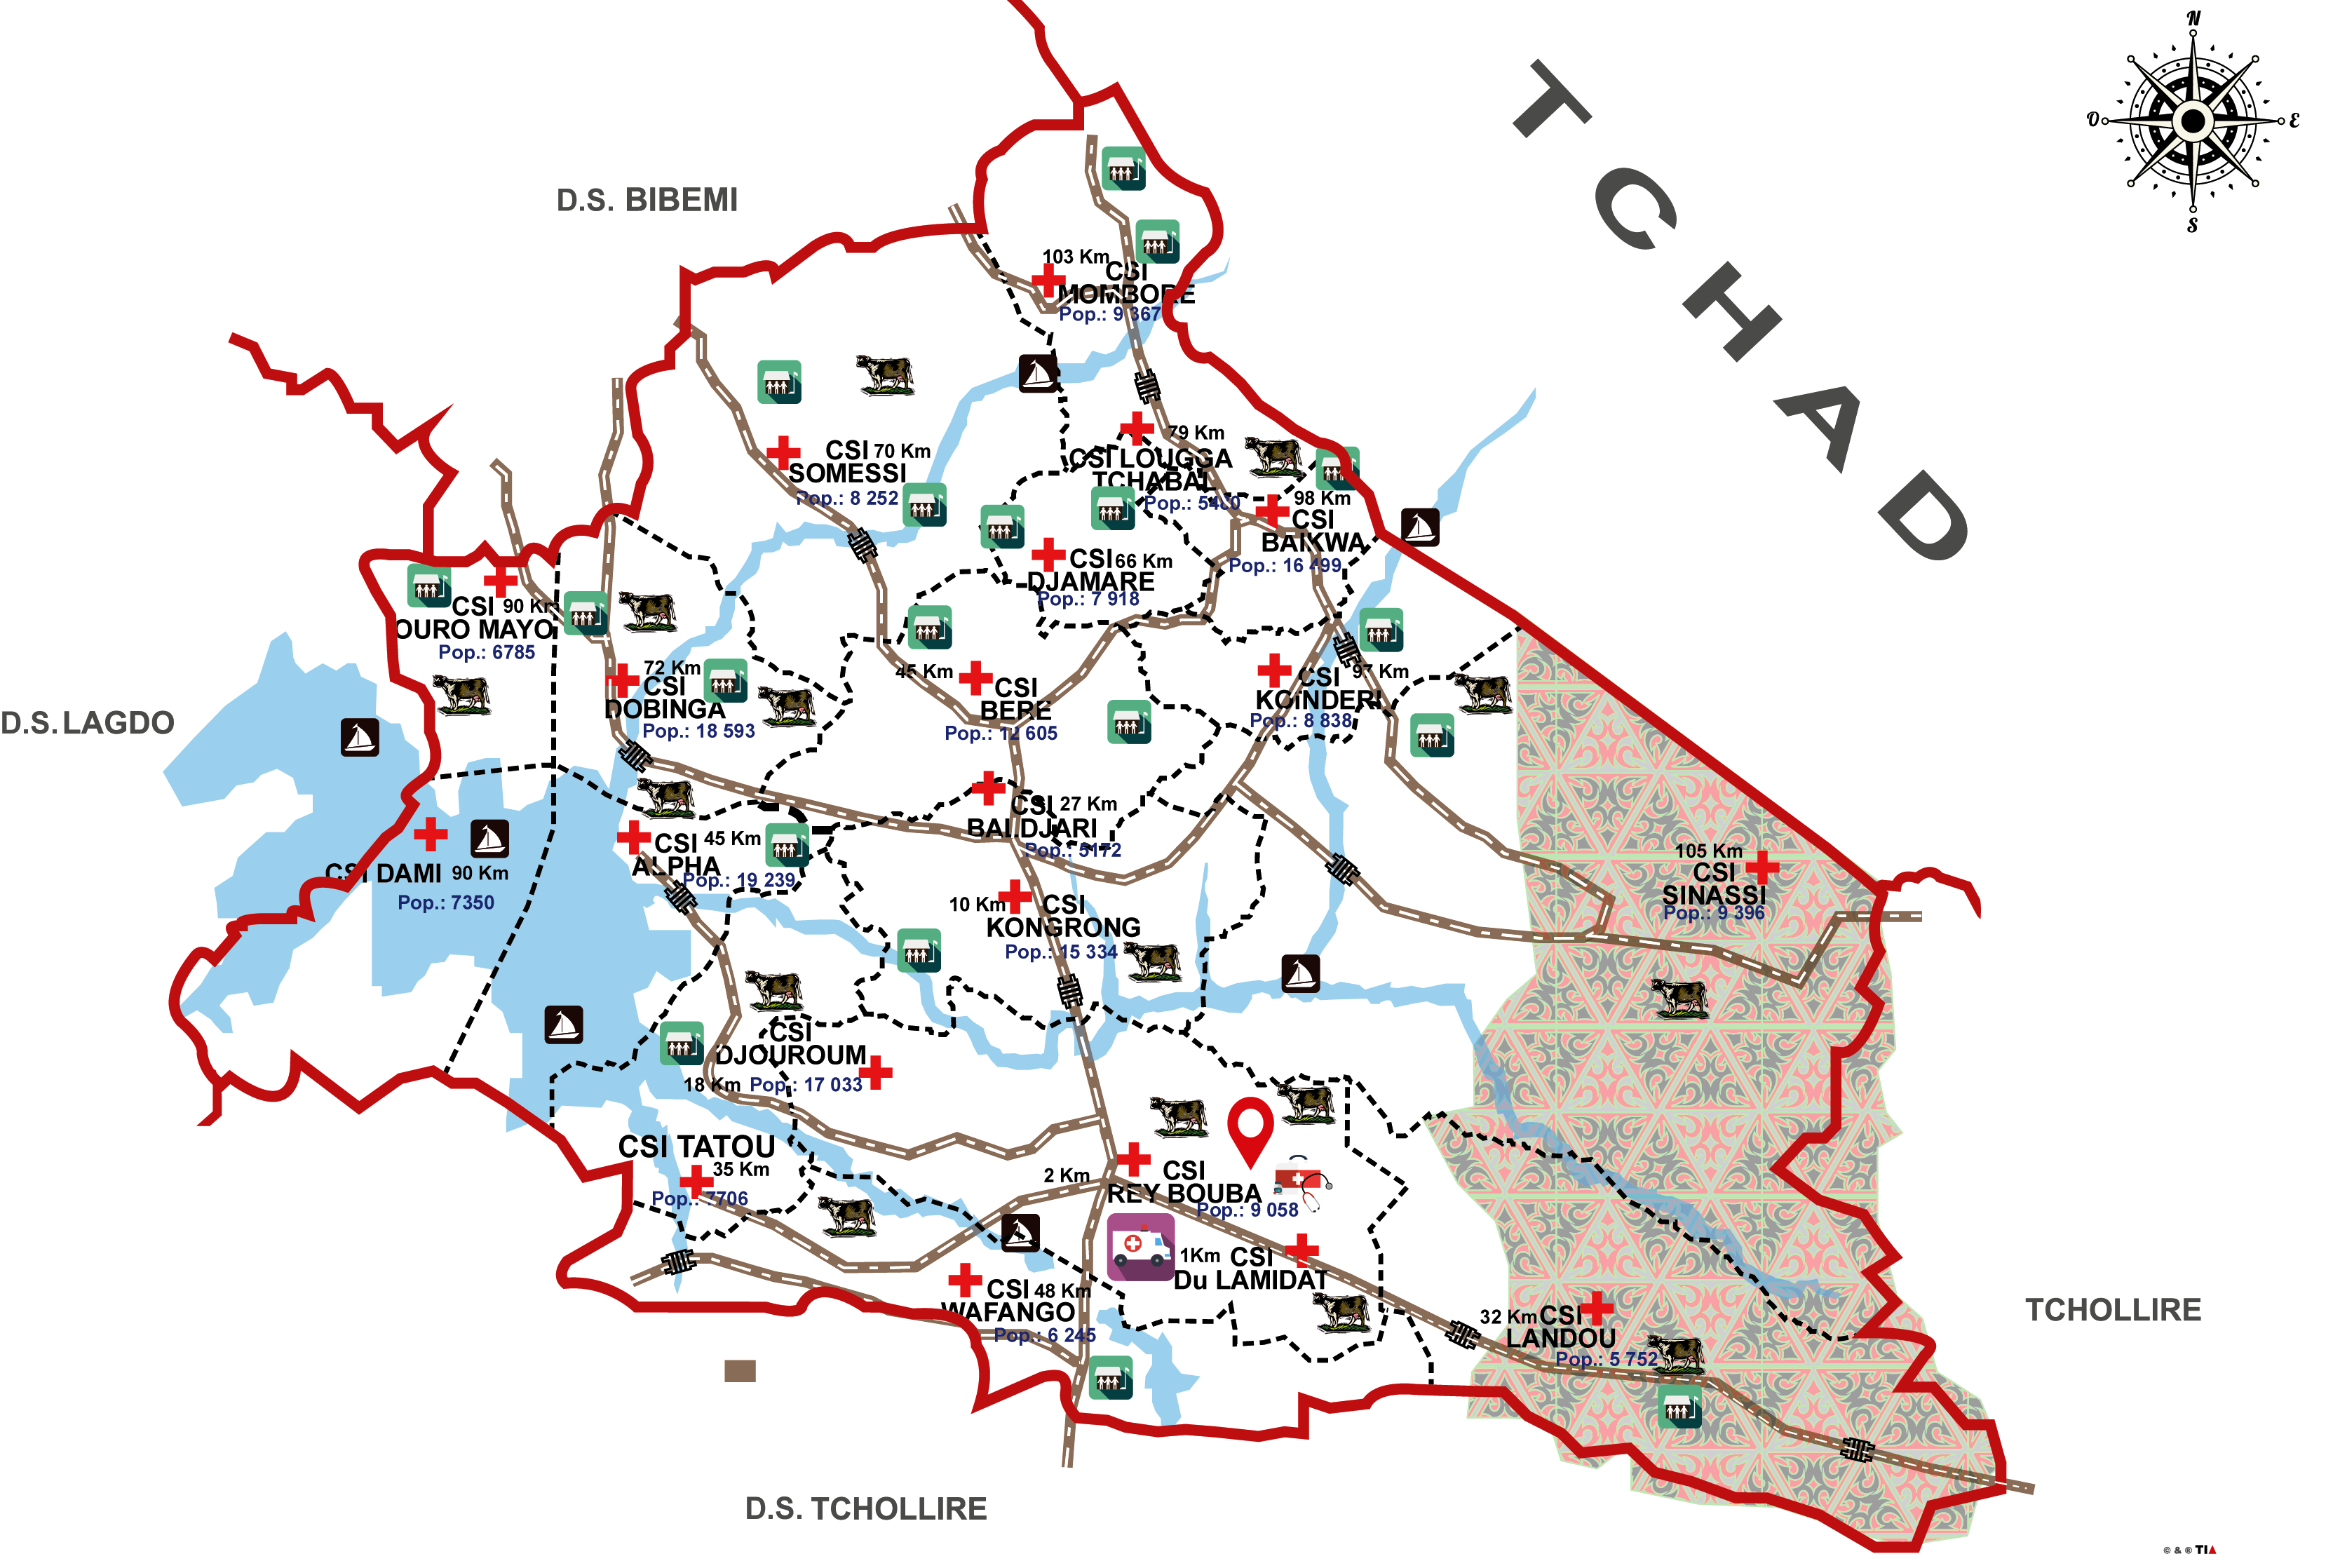 N
O
E
S
T C H A D
D.S. BIBEMI
103 Km
CSI
MOMBORE
Pop.: 9 367
79 Km
CSI LOUGGA
TCHABAL
Pop.: 5480
CSI 70 Km
SOMESSI
Pop.: 8 252
98 Km
CSI
BAIKWA
Pop.: 16 499
CSI 66 Km
DJAMARE
Pop.: 7 918
CSI 90 Km
OURO MAYO
Pop.: 6785
72 Km
CSI
DOBINGA
Pop.: 18 593
45 Km
CSI
BERE
Pop.: 12 605
97 Km
CSI
KOiNDERI
Pop.: 8 838
D.S. LAGDO
CSI 27 Km
BALDJARI
Pop.: 5172
CSI 45 Km
ALPHA
Pop.: 19 239
CSI DAMI 90 Km
Pop.: 7350
105 Km
CSI
SINASSI
Pop.: 9 396
10 Km
CSI
KONGRONG
Pop.: 15 334
CSI
DJOUROUM
18 Km Pop.: 17 033
CSI TATOU
35 Km
Pop.: 7706
2 Km
CSI
REY BOUBA
Pop.: 9 058
1Km CSI
Du LAMIDAT
CSI 48 Km
WAFANGO
Pop.: 6 245
32 Km CSI
LANDOU
Pop.: 5 752
TCHOLLIRE
D.S. TCHOLLIRE
© & ® TIA